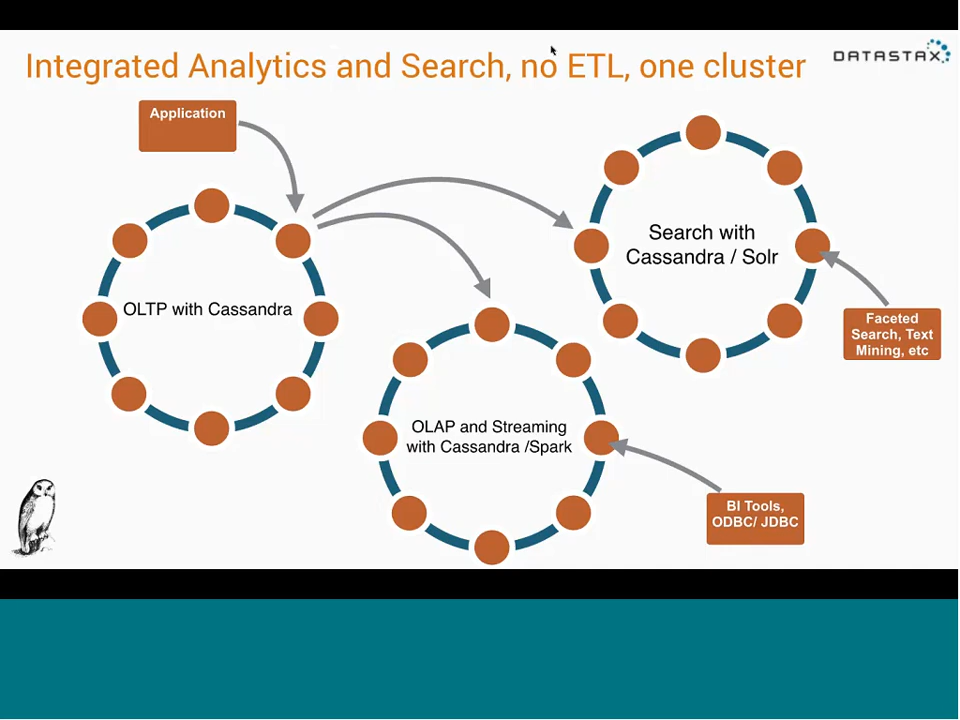 Integrated Analytics and Search, no ETL, one cluster
DATASTAX
Application
OLTP with Cassandra
Search with
Cassandra / Solr
Faceted
Search, Text
Mining, etc
OLAP and Streaming
with Cassandra /Spark
BI Tools,
ODBC/ JDBC